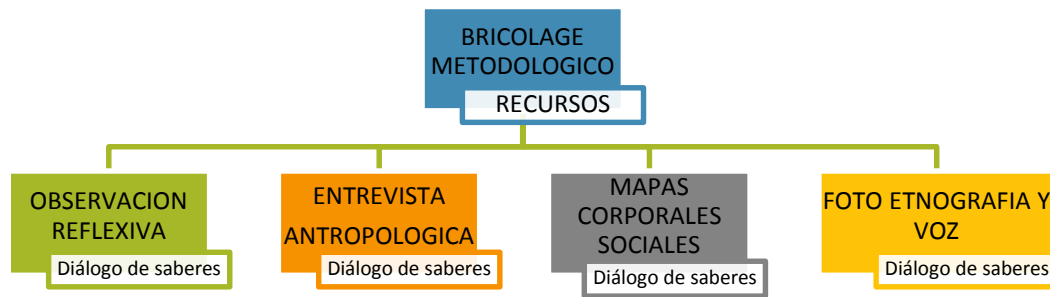 BRICOLAGE
METODOLOGICO
RECURSOS
OBSERVACION
REFLEXIVA
Diálogo de saberes
ENTREVISTA
ANTROPOLOGICA
Diálogo de saberes
MAPAS
CORPORALES
SOCIALES
Diálogo de saberes
FOTO ETNOGRAFIA Y
VOZ
Diálogo de saberes